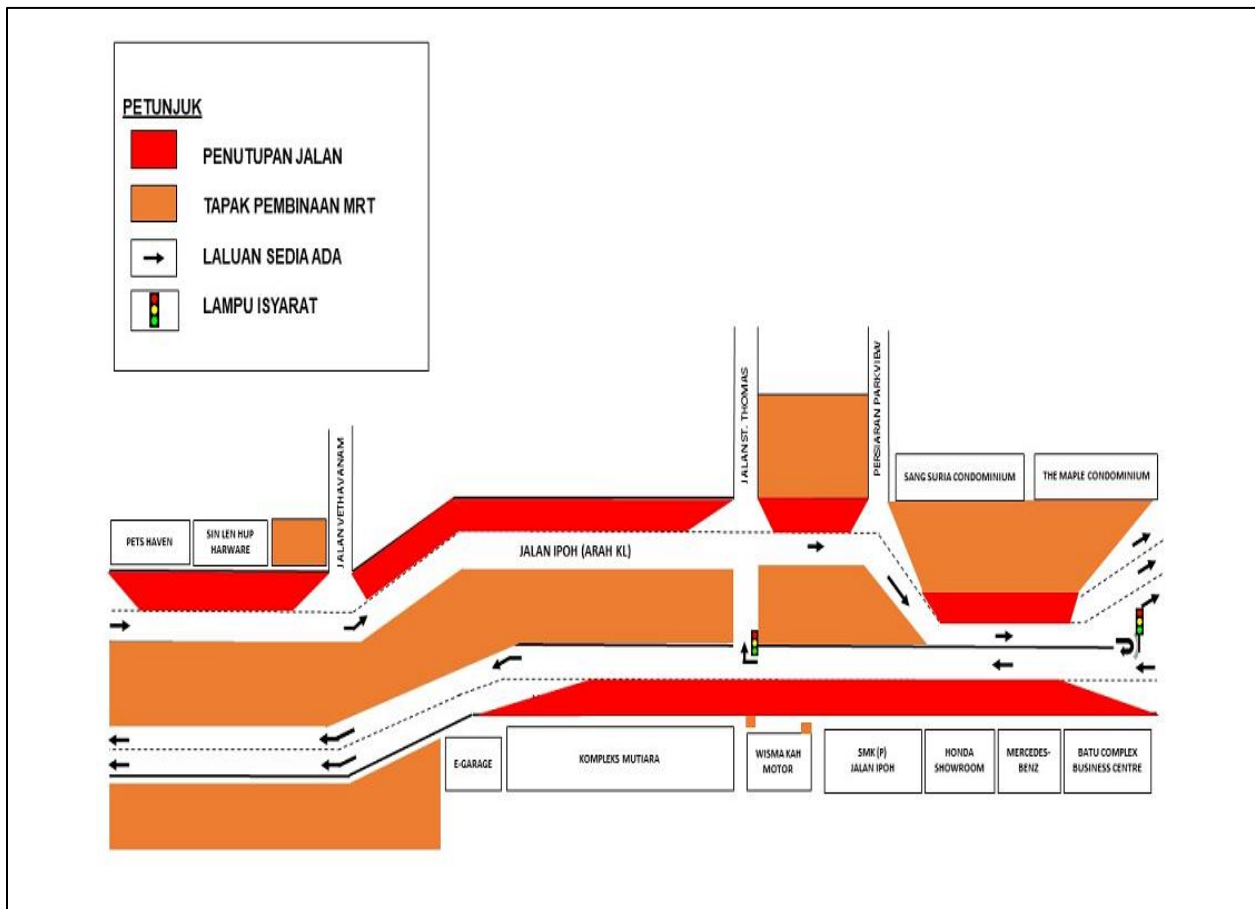 PETUNJUK
PENUTUPAN JALAN
TAPAK PEMBINAAN MRT
LALUAN SEDIA ADA
LAMPU ISYARAT
JALAN VETHAVANAM
JALAN ST. THOMAS
PERSIARAN PARKVIEW
SANG SURIA CONDOMINIUM
THE MAPLE CONDOMINIUM
PETS HAVEN
SIN LEN HUP
HARWARE
JALAN IPOH (ARAH KL)
E-GARAGE
KOMPLEKS MUTIARA
WISMA KAH
MOTOR
SMK (P)
JALAN IPOH
HONDA
SHOWROOM
MERCEDES-
BENZ
BATU COMPLEX
BUSINESS CENTRE